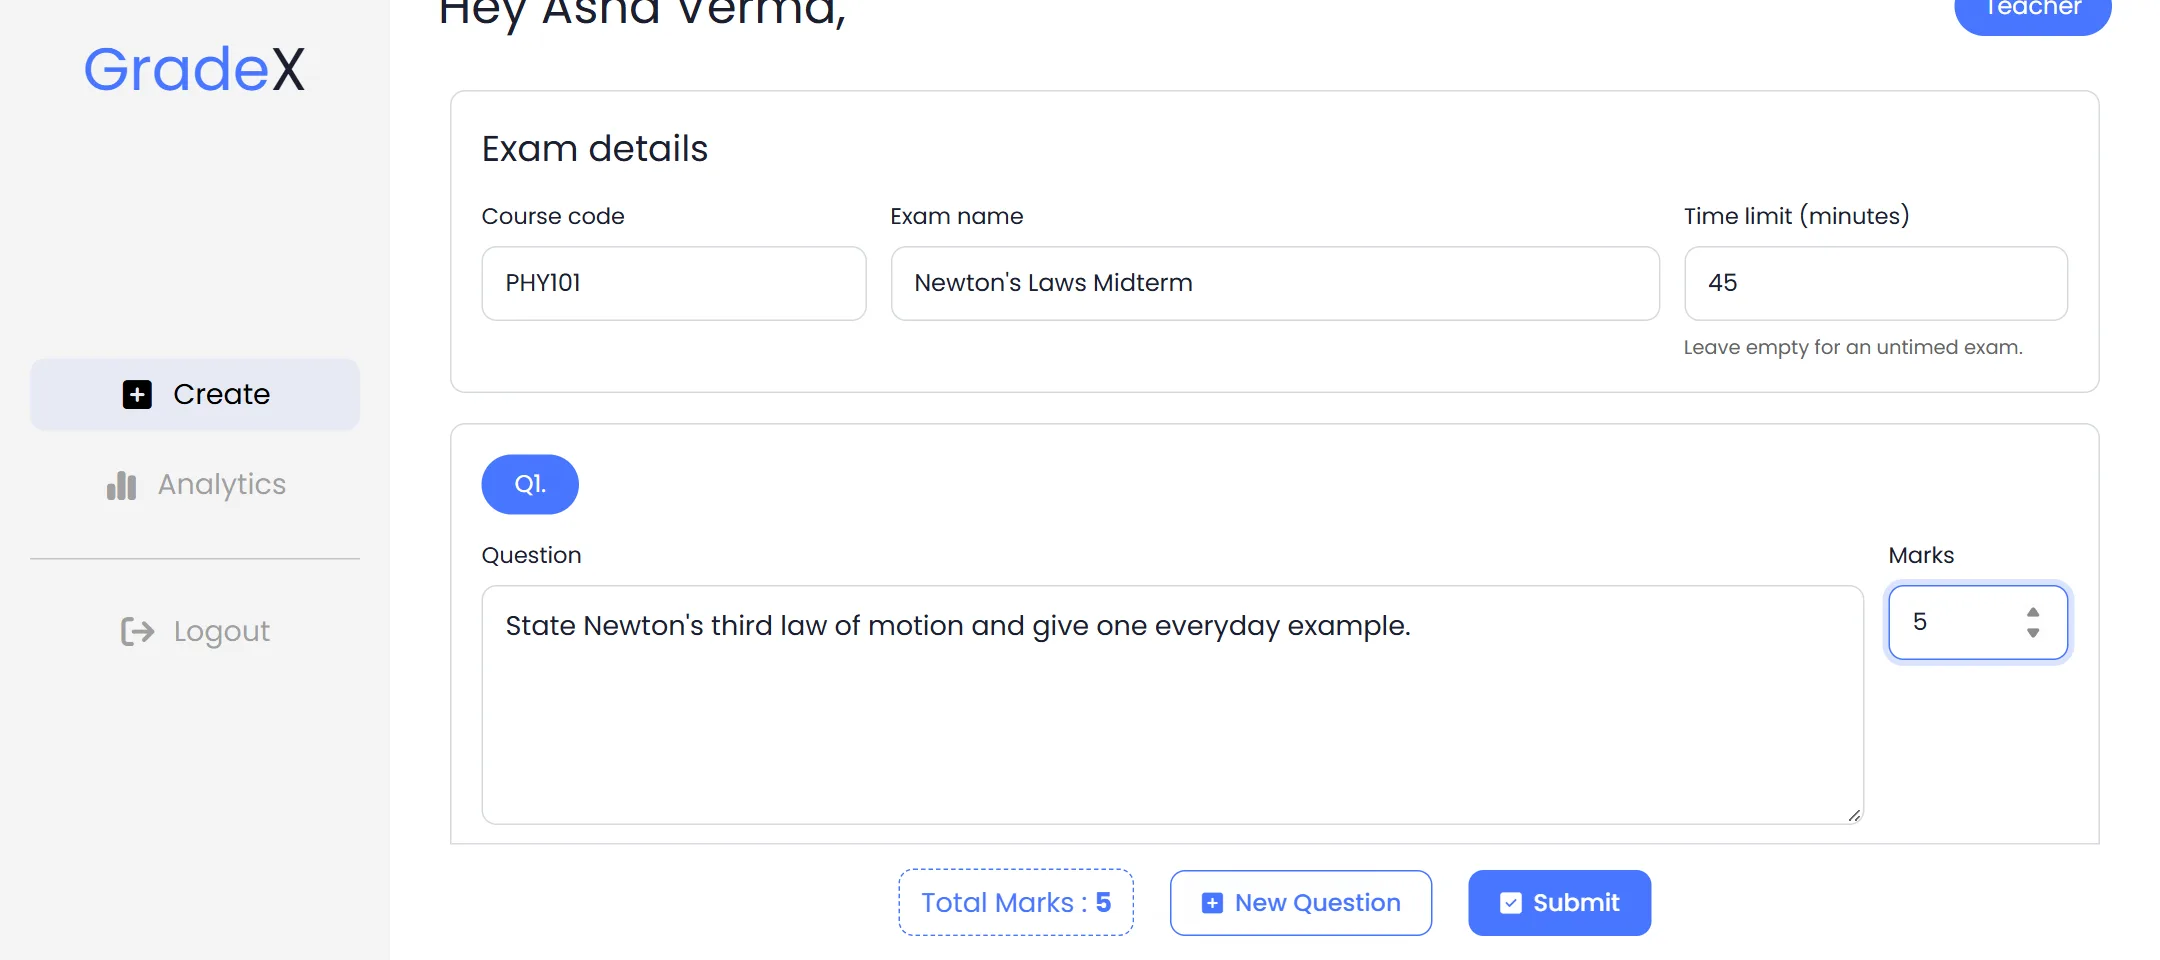 Hey Asha Verma,
Teacher
GradeX
Exam details
Course code
Exam name
Time limit (minutes)
PHY101
Newton's Laws Midterm
45
Leave empty for an untimed exam.
Create
Analytics
Logout
Q1.
Question
Marks
State Newton's third law of motion and give one everyday example.
5
Total Marks : 5
New Question
Submit